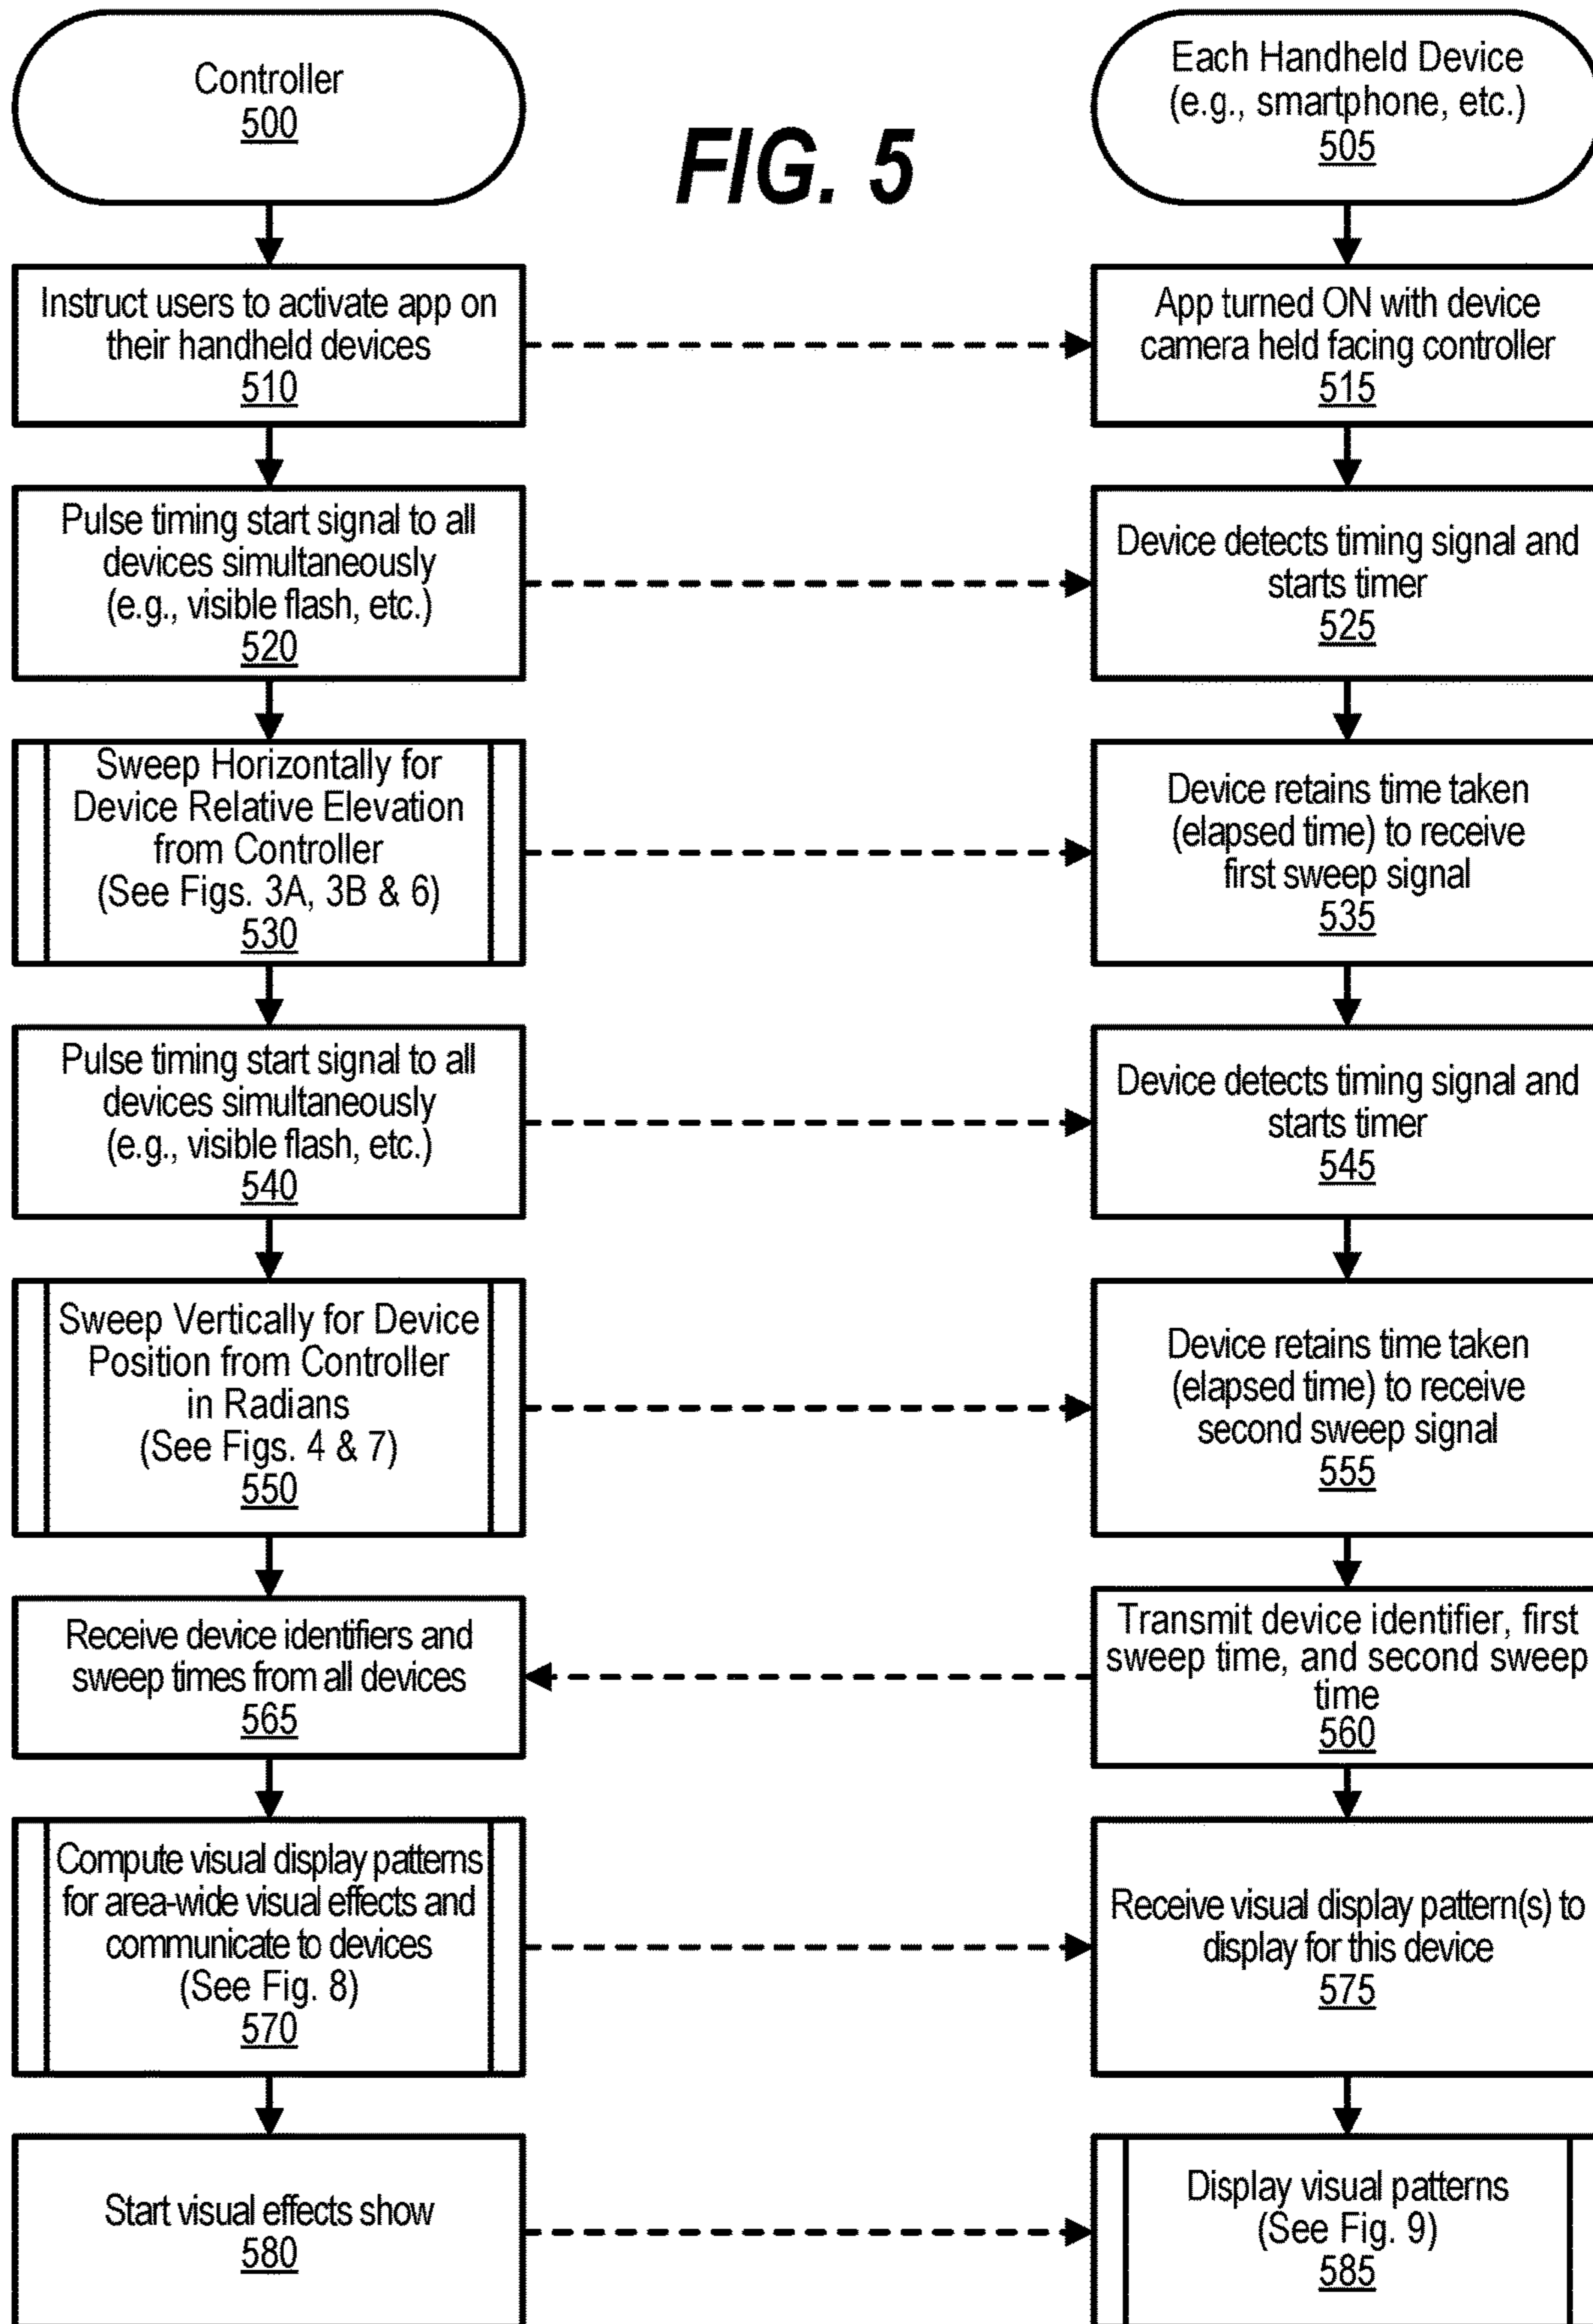 Controller
500
Each Handheld Device
(e.g., smartphone, etc.)
505
FIG. 5
Instruct users to activate app on
their handheld devices
510
App turned ON with device
camera held facing controller
515
Pulse timing start signal to all
devices simultaneously
(e.g., visible flash, etc.)
520
Device detects timing signal and
starts timer
525
Sweep Horizontally for
Device Relative Elevation
from Controller
(See Figs. 3A, 3B & 6)
530
Device retains time taken
(elapsed time) to receive
first sweep signal
535
Pulse timing start signal to all
devices simultaneously
(e.g., visible flash, etc.)
540
Device detects timing signal and
starts timer
545
Sweep Vertically for Device
Position from Controller
in Radians
(See Figs. 4 & 7)
550
Device retains time taken
(elapsed time) to receive
second sweep signal
555
Receive device identifiers and
sweep times from all devices
565
Transmit device identifier, first
sweep time, and second sweep
time
560
Compute visual display patterns
for area-wide visual effects and
communicate to devices
(See Fig. 8)
570
Receive visual display pattern(s) to
display for this device
575
Start visual effects show
580
Display visual patterns
(See Fig. 9)
585